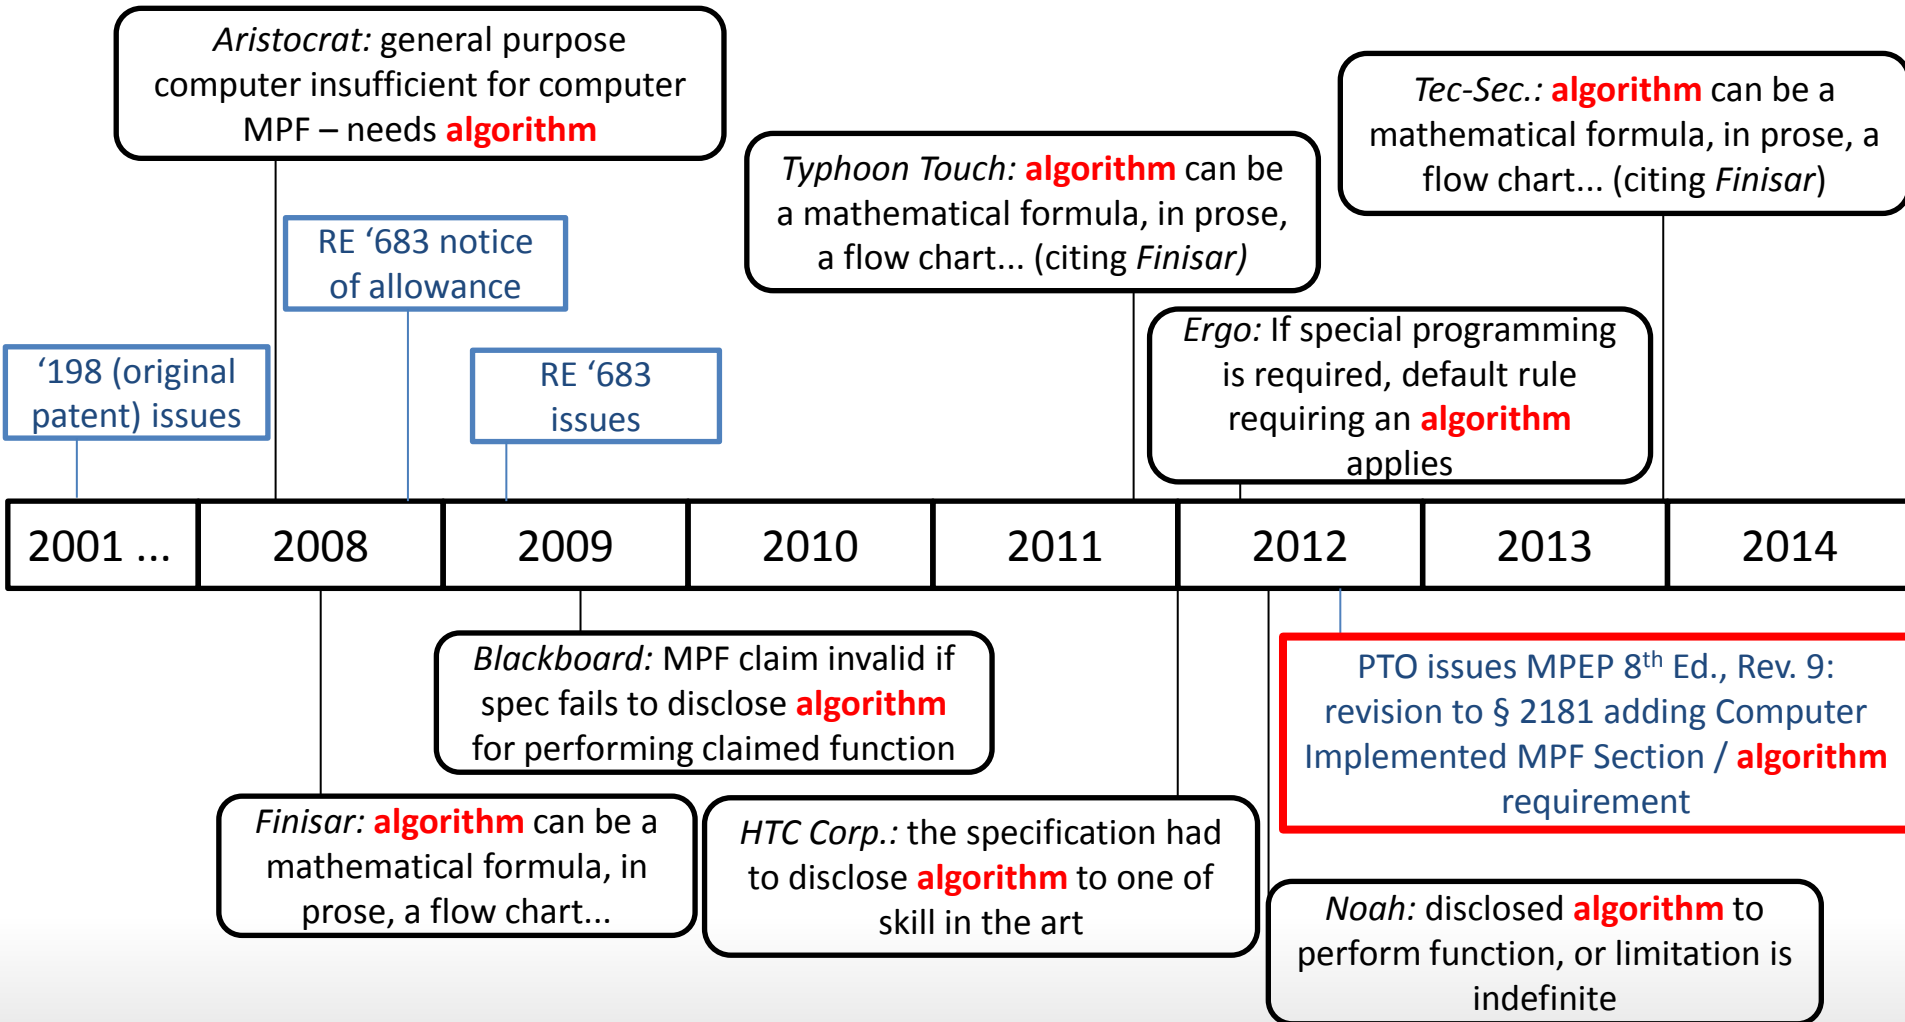 Aristocrat: general purpose
computer insufficient for computer
MPF – needs algorithm
Tec-Sec.: algorithm can be a
mathematical formula, in prose, a
flow chart... (citing Finisar)
Typhoon Touch: algorithm can be
a mathematical formula, in prose,
a flow chart... (citing Finisar)
RE ‘683 notice
of allowance
Ergo: If special programming
is required, default rule
requiring an algorithm
applies
‘198 (original
patent) issues
RE ‘683
issues
2001 ...
2008
2009
2010
2011
2012
2013
2014
Blackboard: MPF claim invalid if
spec fails to disclose algorithm
for performing claimed function
PTO issues MPEP 8th Ed., Rev. 9:
revision to § 2181 adding Computer
Implemented MPF Section / algorithm
requirement
Finisar: algorithm can be a
mathematical formula, in
prose, a flow chart...
HTC Corp.: the specification had
to disclose algorithm to one of
skill in the art
Noah: disclosed algorithm to
perform function, or limitation is
indefinite